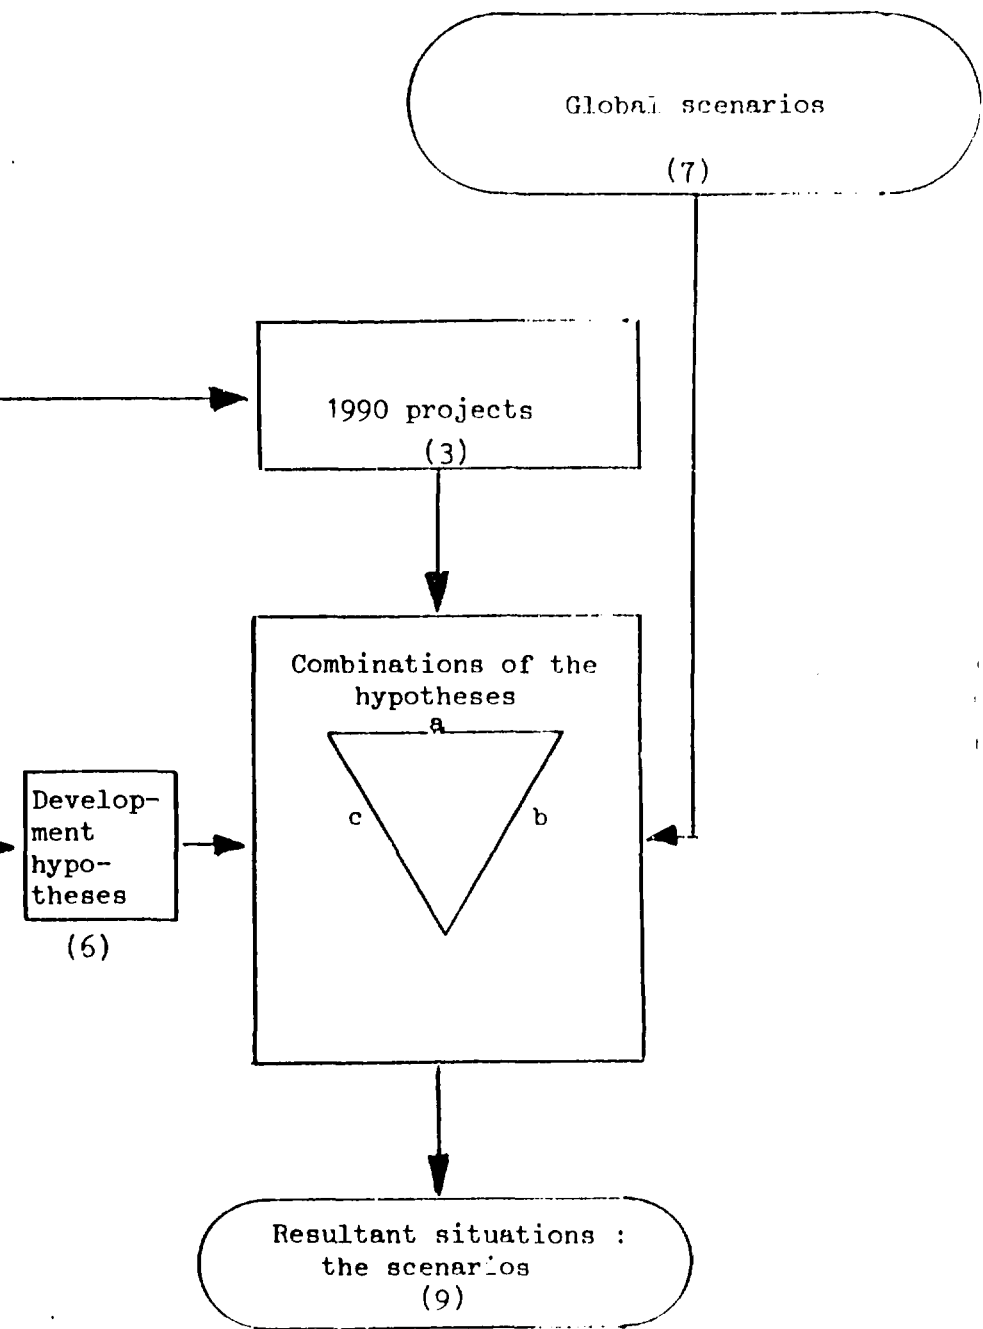 Global scenarios
(7)
1990 projects
(3)
Combinations of the
hypotheses
a
c
b
Develop-
ment
hypo-
theses
(6)
Resultant situations :
the scenarios
(9)